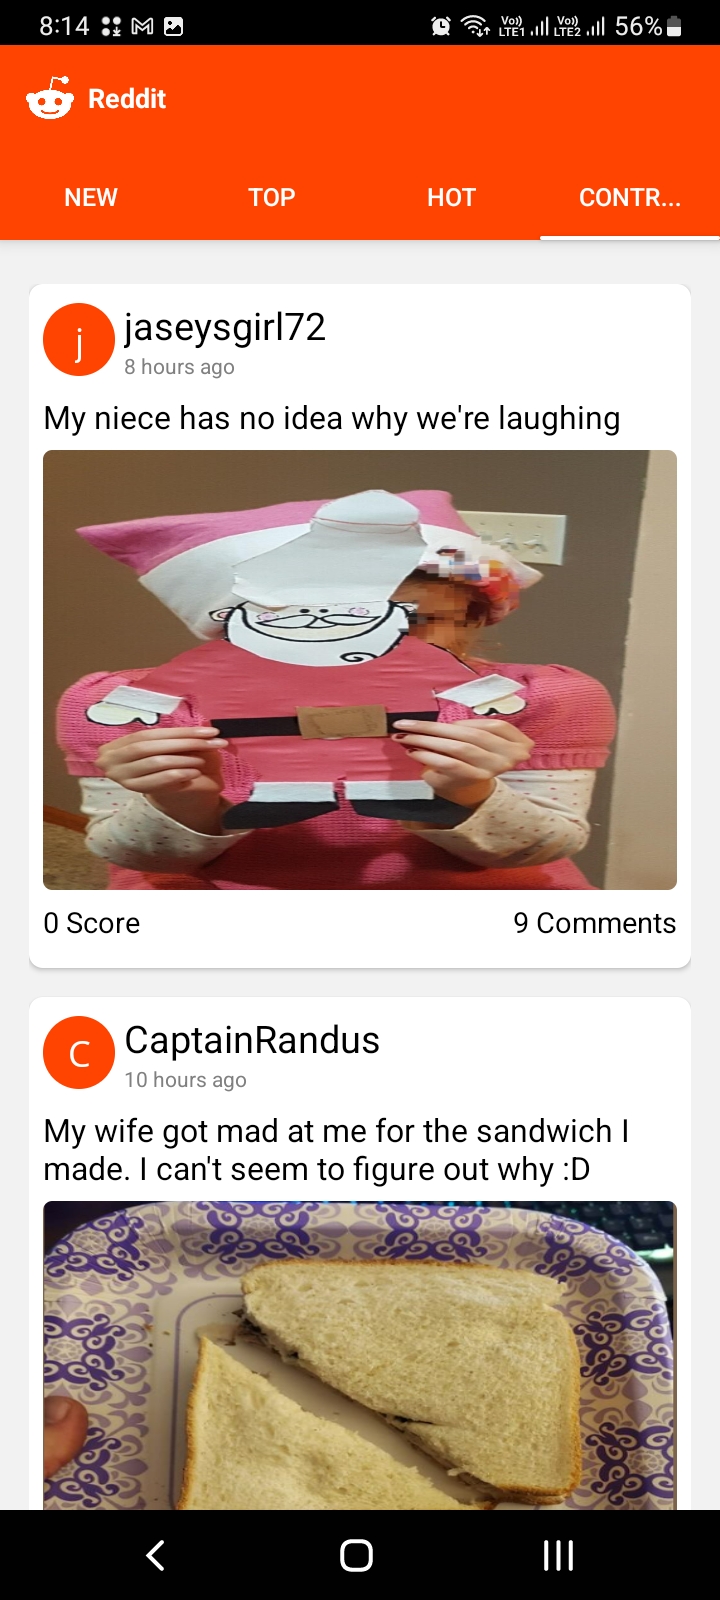 8:14 Vo) LTE1 Vo) LTE2 56%
Reddit
NEW TOP HOT CONTR...
j jaseysgirl72
8 hours ago
My niece has no idea why we're laughing
0 Score 9 Comments
C CaptainRandus
10 hours ago
My wife got mad at me for the sandwich I
made. I can't seem to figure out why :D